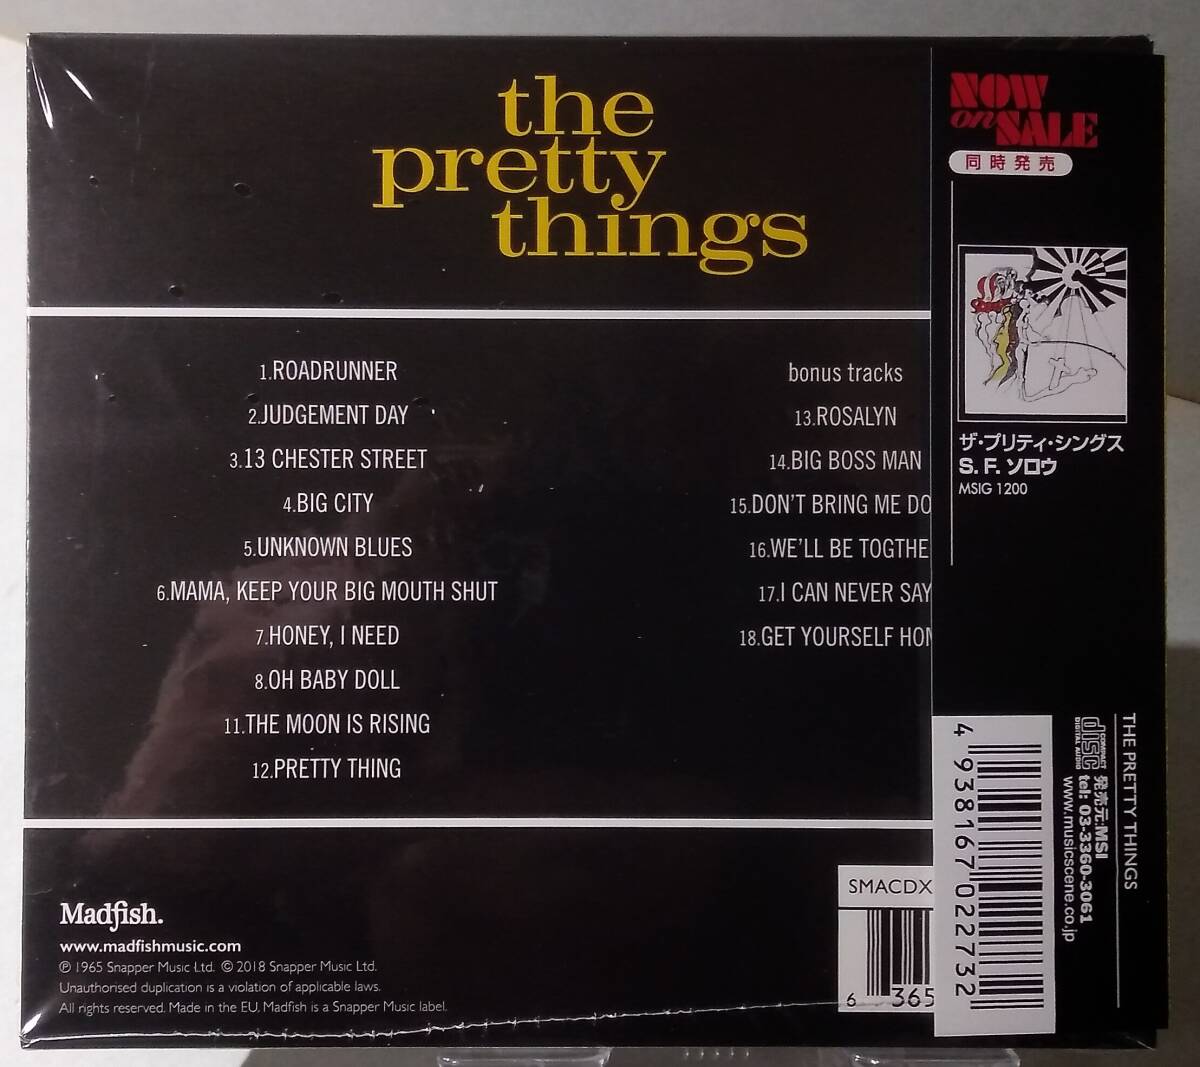 the
pretty
things
1.ROADRUNNER
2.JUDGEMENT DAY
3.13 CHESTER STREET
4.BIG CITY
5.UNKNOWN BLUES
6.MAMA, KEEP YOUR BIG MOUTH SHUT
7.HONEY, I NEED
8.OH BABY DOLL
11.THE MOON IS RISING
12.PRETTY THING
bonus tracks
13.ROSALYN
14.BIG BOSS MAN
15.DON'T BRING ME DO
16.WE'LL BE TOGTHE
17.I CAN NEVER SAY
18.GET YOURSELF HO
Madfish.
www.madfishmusic.com
℗ 1965 Snapper Music Ltd. © 2018 Snapper Music Ltd.
Unauthorised duplication is a violation of applicable laws.
All rights reserved. Made in the EU. Madfish is a Snapper Music label.
SMACDX
6 365
NOW
on SALE
同時発売
ザ・プリティ・シングス
S. F. ソロウ
MSIG 1200
THE PRETTY THINGS
COMPACT
disc
DIGITAL AUDIO
発売元:MSI
tel: 03-3360-3061
www.musicscene.co.jp
4 938167 022732